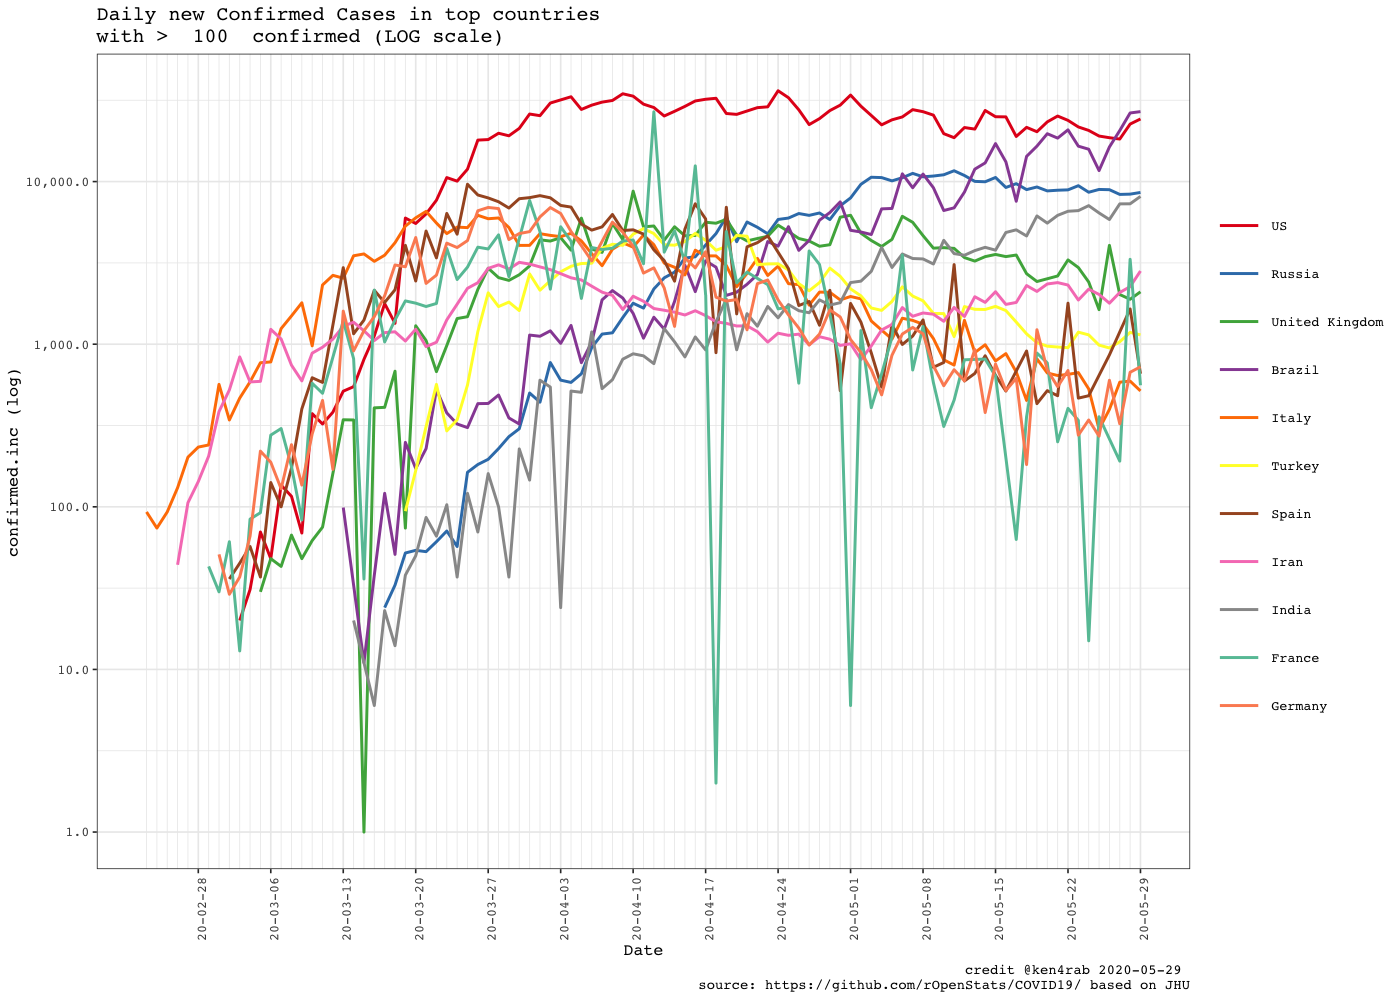 Daily new Confirmed Cases in top countries
with >  100  confirmed (LOG scale)
confirmed.inc (log)
10,000.0
1,000.0
100.0
10.0
1.0
20-02-28
20-03-06
20-03-13
20-03-20
20-03-27
20-04-03
20-04-10
20-04-17
20-04-24
20-05-01
20-05-08
20-05-15
20-05-22
20-05-29
Date
US
Russia
United Kingdom
Brazil
Italy
Turkey
Spain
Iran
India
France
Germany
credit @ken4rab 2020-05-29
source: https://github.com/rOpenStats/COVID19/ based on JHU